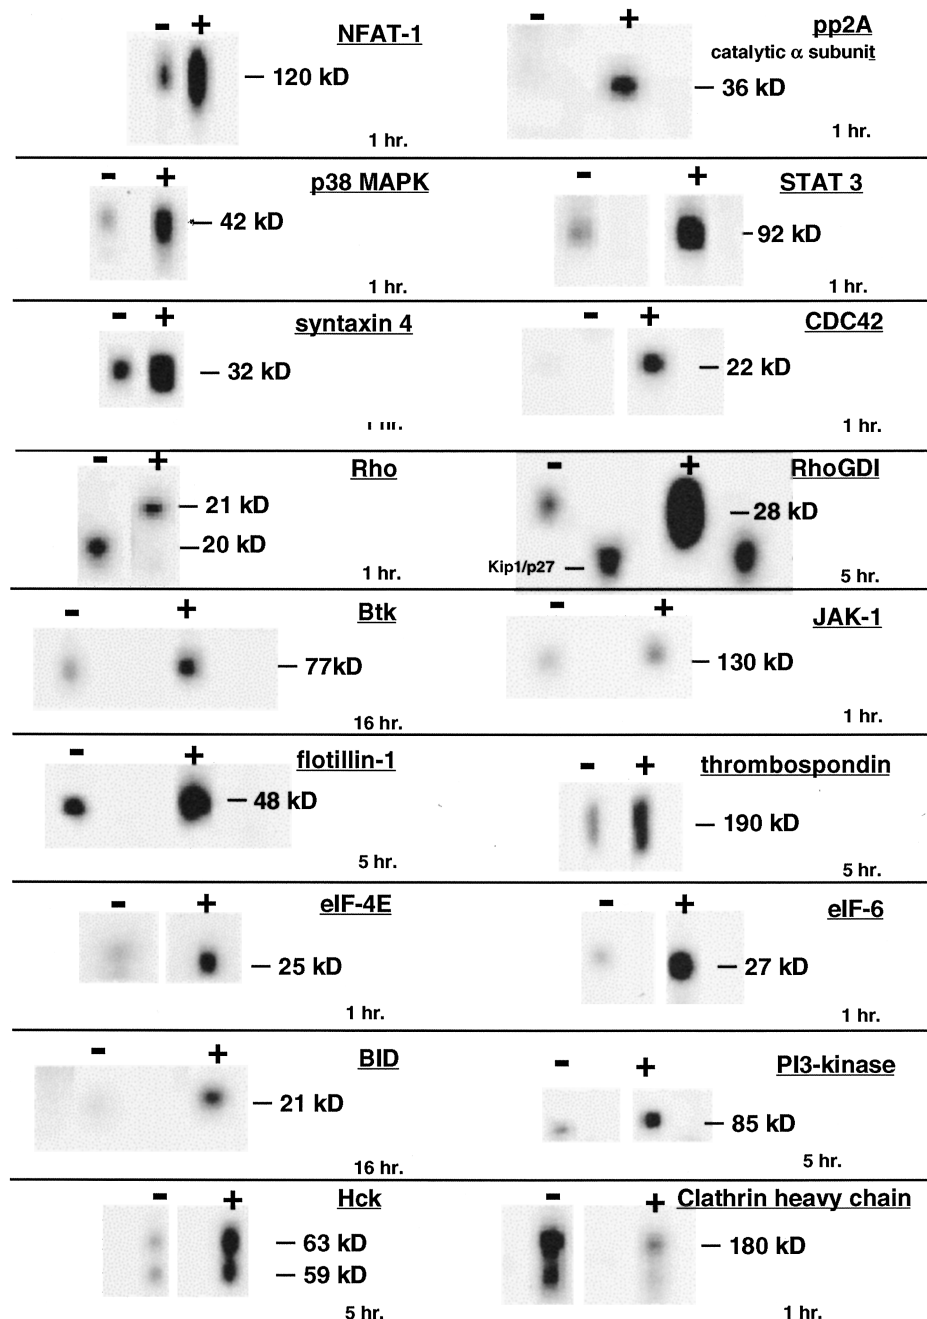 - + NFAT-1
120 kD
1 hr.
- + pp2A
catalytic α subunit
36 kD
1 hr.
- + p38 MAPK
42 kD
1 hr.
- + STAT 3
92 kD
1 hr.
- + syntaxin 4
32 kD
1 hr.
- + CDC42
22 kD
1 hr.
- + Rho
21 kD
20 kD
1 hr.
- + RhoGDI
28 kD
Kip1/p27
5 hr.
- + Btk
77kD
16 hr.
- + JAK-1
130 kD
1 hr.
- + flotillin-1
48 kD
5 hr.
- + thrombospondin
190 kD
5 hr.
- + eIF-4E
25 kD
1 hr.
- + eIF-6
27 kD
1 hr.
- + BID
21 kD
16 hr.
- + PI3-kinase
85 kD
5 hr.
- + Hck
63 kD
59 kD
5 hr.
- + Clathrin heavy chain
180 kD
1 hr.